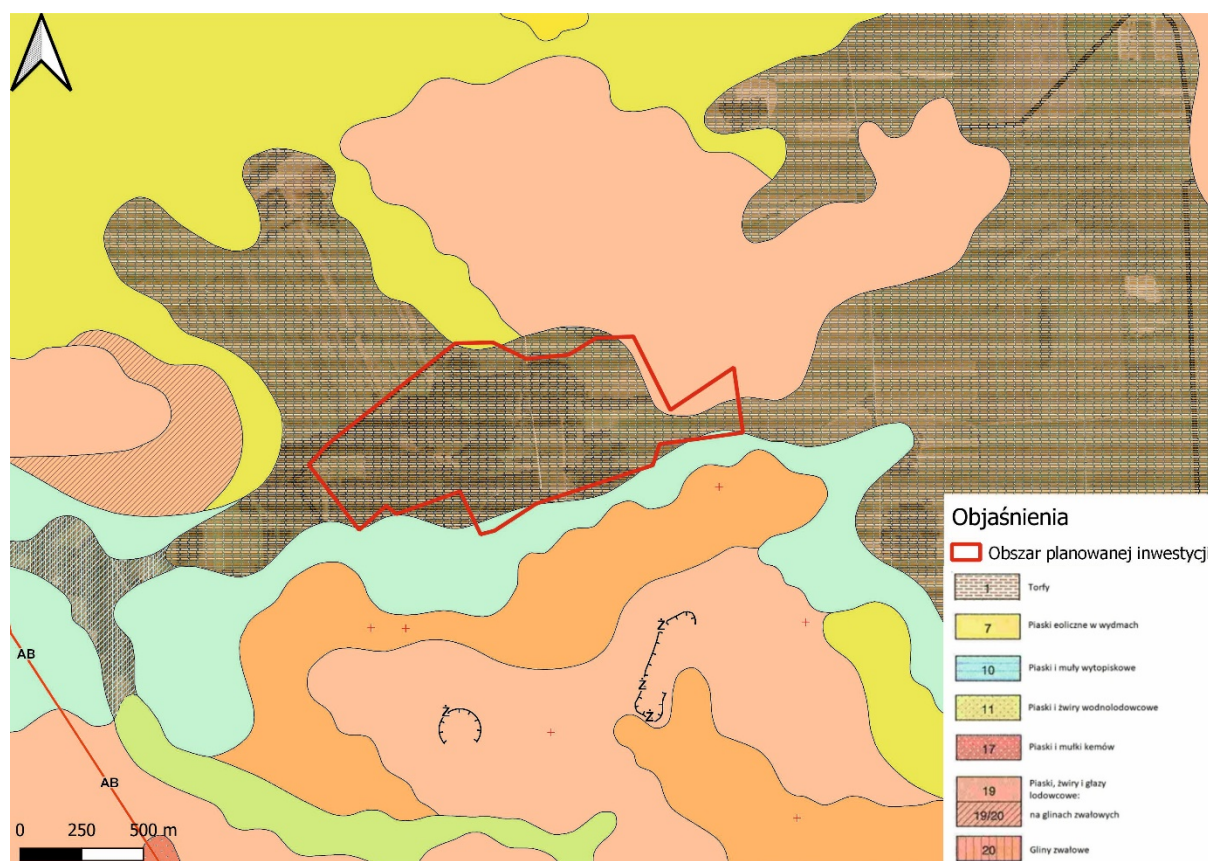 Ż
Ż
Ż
Ż
AB
AB
0 250 500 m
Objaśnienia
Obszar planowanej inwestycji
1 Torfy
7 Piaski eoliczne w wydmach
10 Piaski i muły wytopiskowe
11 Piaski i żwiry wodnolodowcowe
17 Piaski i mułki kemów
19 Piaski, żwiry i głazy
lodowcowe:
19/20 na glinach zwałowych
20 Gliny zwałowe